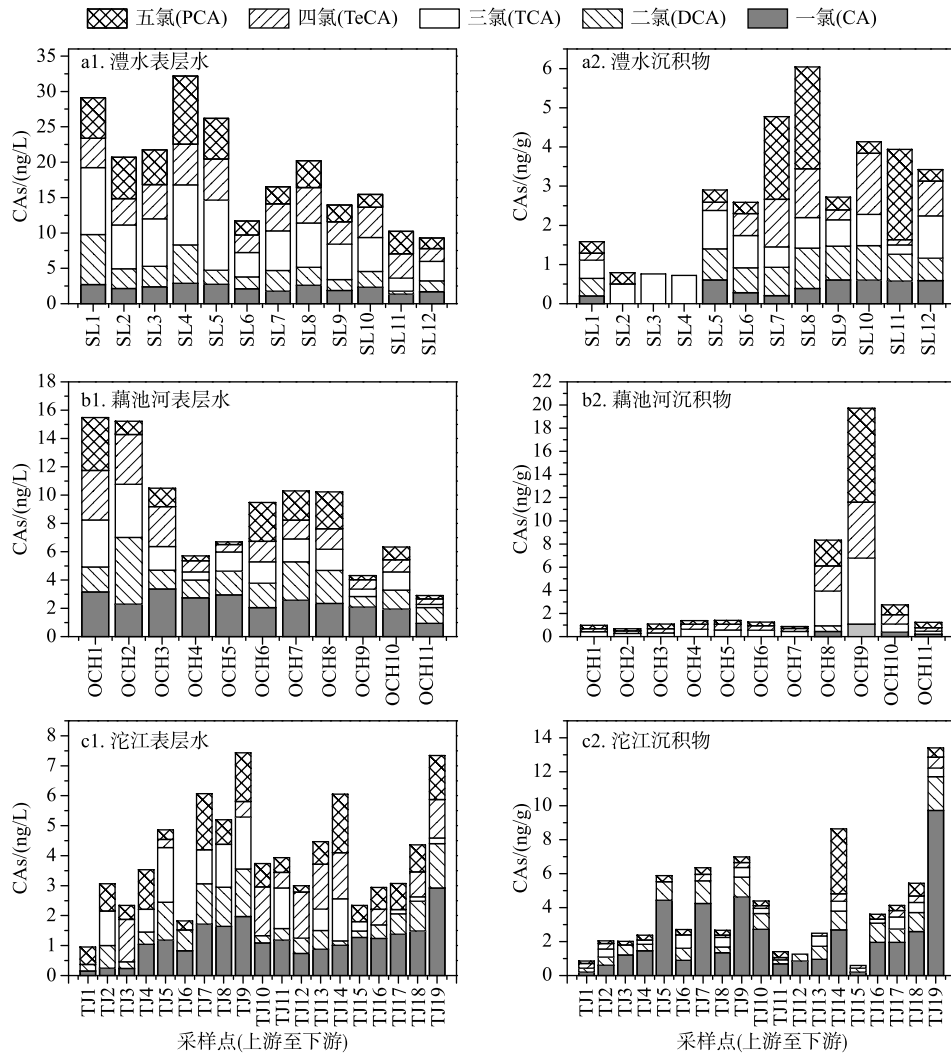 五氯(PCA) 四氯(TeCA) 三氯(TCA) 二氯(DCA) 一氯(CA)
a1. 澧水表层水
CAs/(ng/L)
35
30
25
20
15
10
5
0
SL1 SL2 SL3 SL4 SL5 SL6 SL7 SL8 SL9 SL10 SL11 SL12
a2. 澧水沉积物
CAs/(ng/g)
6
5
4
3
2
1
0
SL1 SL2 SL3 SL4 SL5 SL6 SL7 SL8 SL9 SL10 SL11 SL12
b1. 藕池河表层水
CAs/(ng/L)
18
16
14
12
10
8
6
4
2
0
OCH1 OCH2 OCH3 OCH4 OCH5 OCH6 OCH7 OCH8 OCH9 OCH10 OCH11
b2. 藕池河沉积物
CAs/(ng/g)
22
20
18
16
14
12
10
8
6
4
2
0
OCH1 OCH2 OCH3 OCH4 OCH5 OCH6 OCH7 OCH8 OCH9 OCH10 OCH11
c1. 沱江表层水
CAs/(ng/L)
8
7
6
5
4
3
2
1
0
TJ1 TJ2 TJ3 TJ4 TJ5 TJ6 TJ7 TJ8 TJ9 TJ10 TJ11 TJ12 TJ13 TJ14 TJ15 TJ16 TJ17 TJ18 TJ19
采样点(上游至下游)
c2. 沱江沉积物
CAs/(ng/g)
14
12
10
8
6
4
2
0
TJ1 TJ2 TJ3 TJ4 TJ5 TJ6 TJ7 TJ8 TJ9 TJ10 TJ11 TJ12 TJ13 TJ14 TJ15 TJ16 TJ17 TJ18 TJ19
采样点(上游至下游)